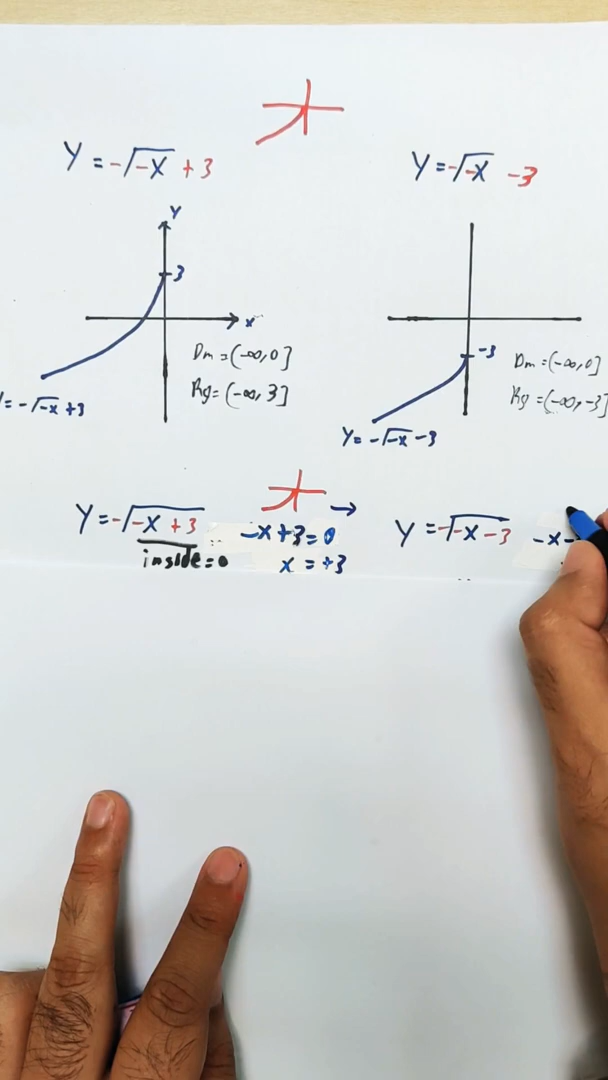 Y = -√-x + 3
Y = -√-x - 3
Y
3
x
Dm = (-∞, 0]
Rg = (-∞, 3]
= -√-x + 3
-3
Dm = (-∞, 0]
Rg = (-∞, -3]
Y = -√-x - 3
Y = -√-x + 3
inside = 0
-x + 3 = 0
x = +3
Y = -√-x - 3
-x -